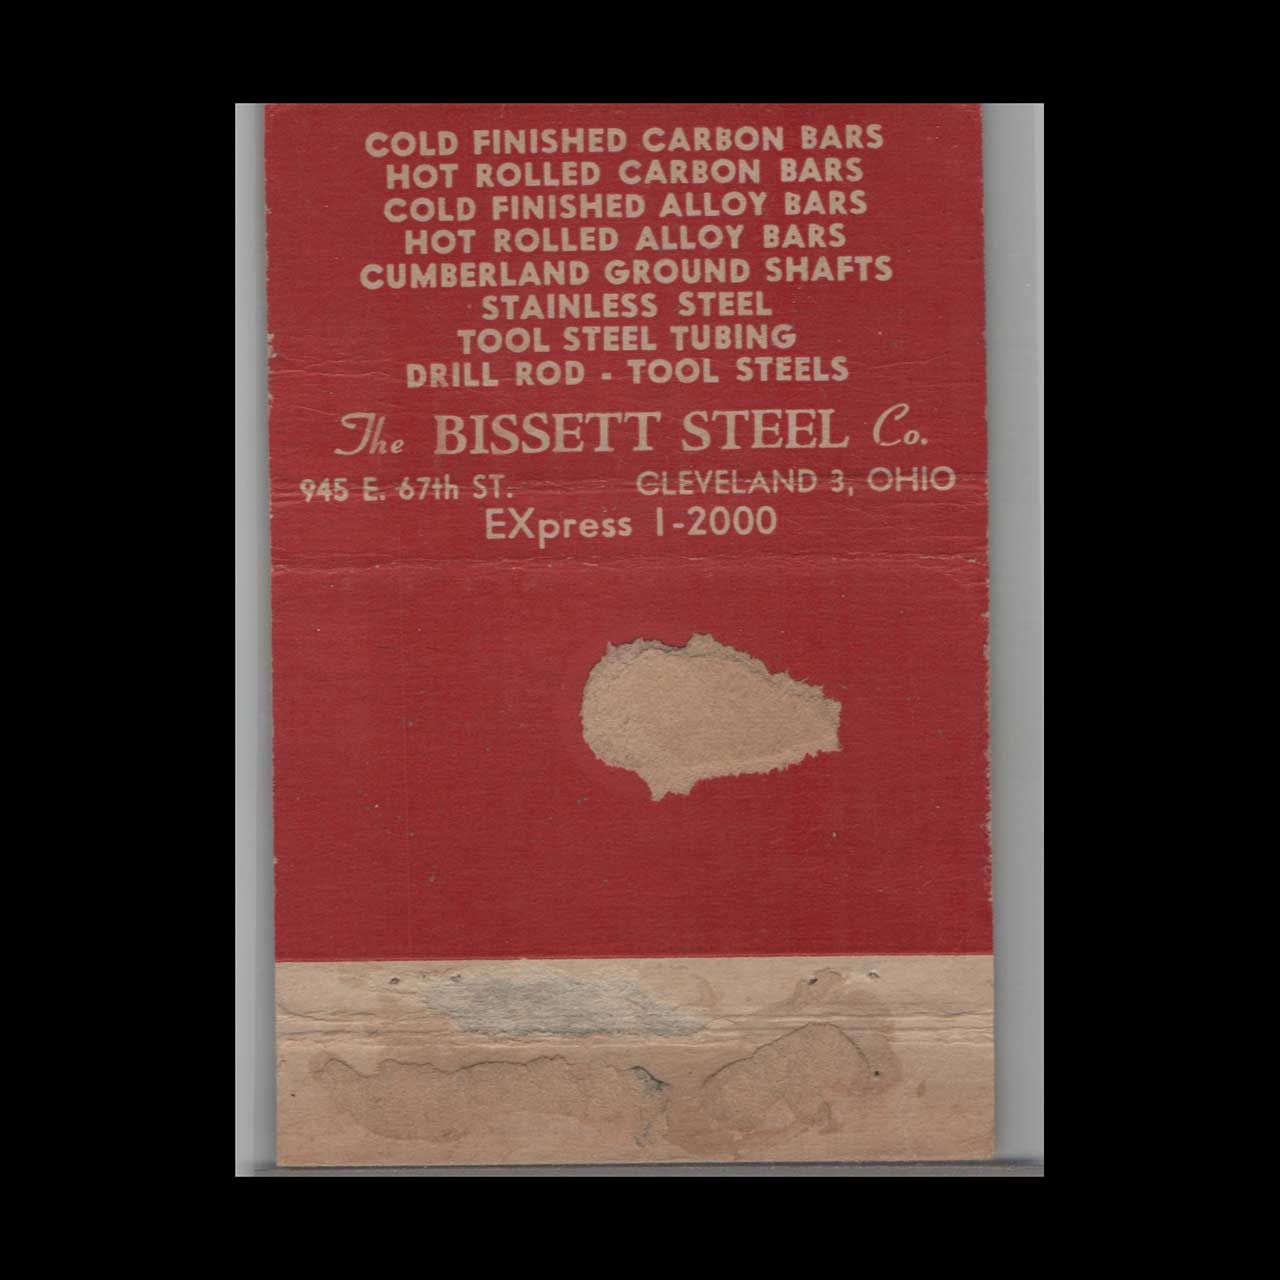 COLD FINISHED CARBON BARS
HOT ROLLED CARBON BARS
COLD FINISHED ALLOY BARS
HOT ROLLED ALLOY BARS
CUMBERLAND GROUND SHAFTS
STAINLESS STEEL
TOOL STEEL TUBING
DRILL ROD - TOOL STEELS
The BISSETT STEEL Co.
945 E. 67th ST. CLEVELAND 3, OHIO
EXpress 1-2000